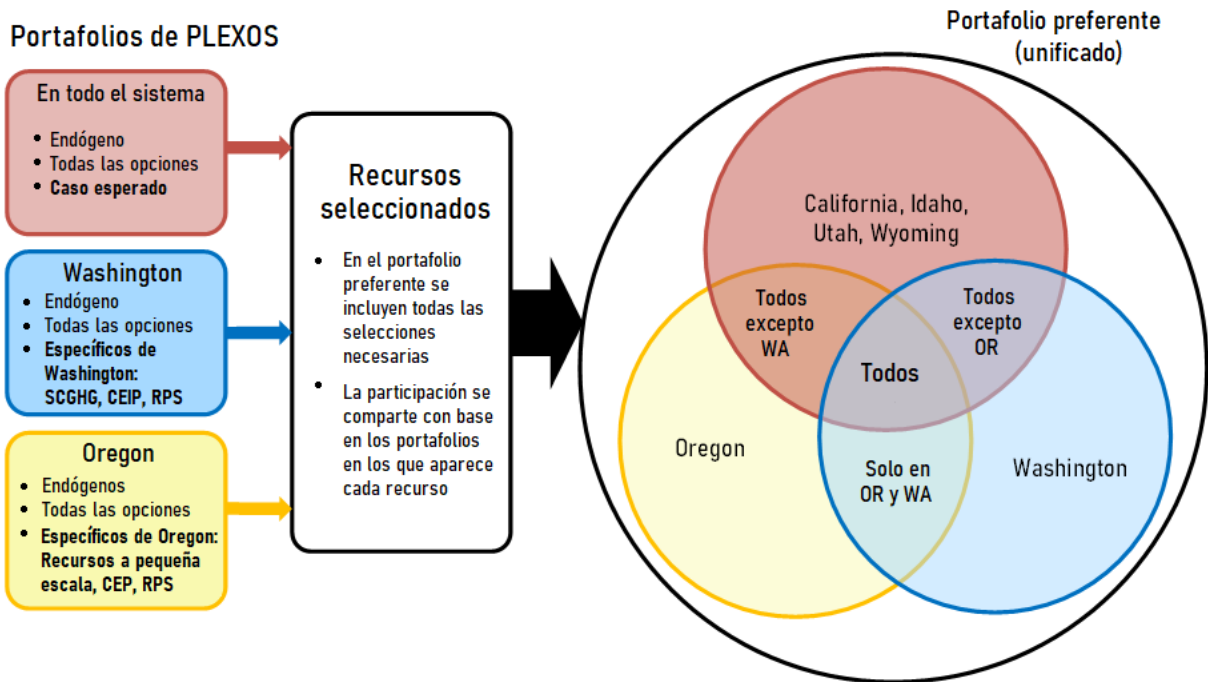 Portafolios de PLEXOS
En todo el sistema
• Endógeno
• Todas las opciones
• Caso esperado
Washington
• Endógeno
• Todas las opciones
• Específicos de
Washington:
SCGHG, CEIP, RPS
Oregon
• Endógenos
• Todas las opciones
• Específicos de Oregon:
Recursos a pequeña
escala, CEP, RPS
Recursos
seleccionados
• En el portafolio
preferente se
incluyen todas las
selecciones
necesarias
• La participación se
comparte con base
en los portafolios
en los que aparece
cada recurso
Portafolio preferente
(unificado)
California, Idaho,
Utah, Wyoming
Todos
excepto
WA
Todos
excepto
OR
Todos
Oregon
Solo en
OR y WA
Washington